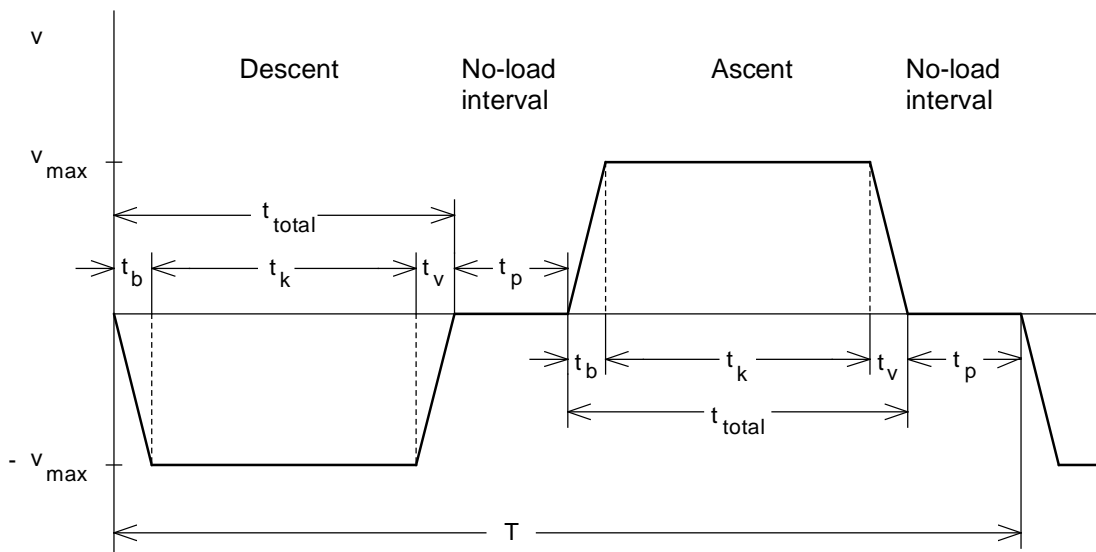 v
Descent
No-load
interval
Ascent
No-load
interval
v max
t total
t b
t k
t v
t p
t b
t k
t v
t p
t total
- v max
T